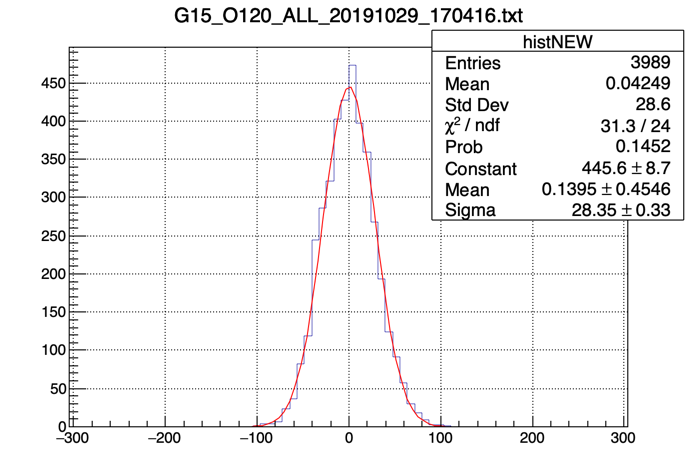 G15_O120_ALL_20191029_170416.txt
histNEW
Entries 3989
Mean 0.04249
Std Dev 28.6
χ² / ndf 31.3 / 24
Prob 0.1452
Constant 445.6 ± 8.7
Mean 0.1395 ± 0.4546
Sigma 28.35 ± 0.33
450
400
350
300
250
200
150
100
50
0
−300 −200 −100 0 100 200 300